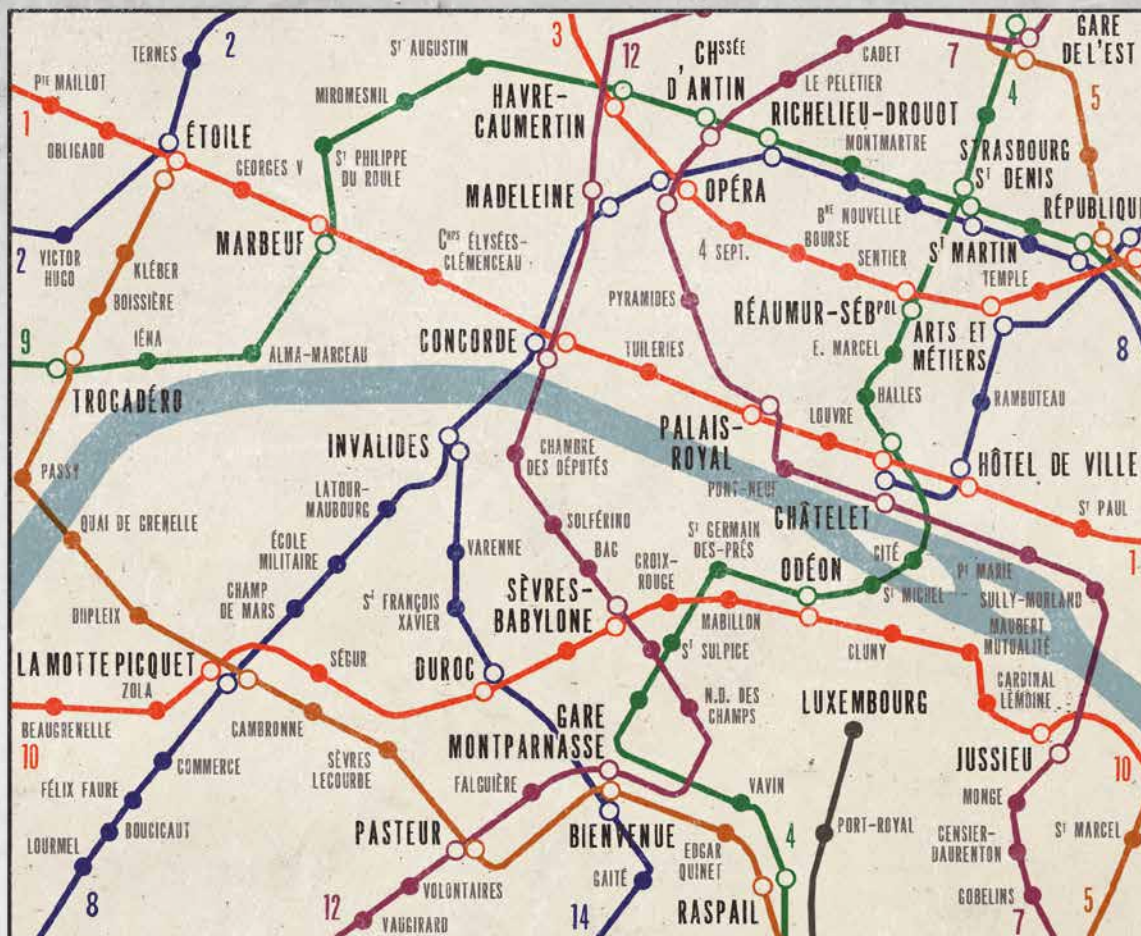 TERNES
2
Pte MAILLOT
1
OBLIGADO
ÉTOILE
GEORGES V
2
VICTOR
HUGO
KLÉBER
BOISSIÈRE
9
IÉNA
ALMA-MARCEAU
TROCADÉRO
MARBEUF
St AUGUSTIN
MIROMESNIL
St PHILIPPE
DU ROULE
3
12
HAVRE-
CAUMERTIN
CHSSÉE
D'ANTIN
CADET
LE PELETIER
7
GARE
DE L'EST
4
5
RICHELIEU-DROUOT
MONTMARTRE
STRASBOURG
St DENIS
RÉPUBLIQUE
MADELEINE
OPÉRA
Bne NOUVELLE
BOURSE
4 SEPT.
SENTIER
St MARTIN
TEMPLE
CHPS ÉLYSÉES-
CLÉMENCEAU
PYRAMIDES
RÉAUMUR-SÉBPOL
ARTS ET
MÉTIERS
8
CONCORDE
TUILERIES
E. MARCEL
HALLES
RAMBUTEAU
LOUVRE
PALAIS-
ROYAL
HÔTEL DE VILLE
INVALIDES
CHAMBRE
DES DÉPUTÉS
PONT-NEUF
CHÂTELET
St PAUL
1
PASSY
LATOUR-
MAUBOURG
QUAI DE GRENELLE
ÉCOLE
MILITAIRE
VARENNE
SOLFÉRINO
BAC
St GERMAIN
DES-PRÉS
CROIX-
ROUGE
ODÉON
CITÉ
St MICHEL
Pt MARIE
SULLY-MORLAND
MAUBERT
MUTUALITÉ
CHAMP
DE MARS
DUPLEIX
St FRANÇOIS
XAVIER
SÈVRES-
BABYLONE
MABILLON
CLUNY
St SULPICE
LA MOTTE PICQUET
ZOLA
SÉGUR
DUROC
BEAUGRENELLE
10
CAMBRONNE
N.D. DES
CHAMPS
LUXEMBOURG
CARDINAL
LEMOINE
GARE
MONTPARNASSE
SÈVRES
LECOURBE
COMMERCE
FÉLIX FAURE
BOUCICAUT
LOURMEL
8
FALGUIÈRE
PASTEUR
BIENVENUE
VAVIN
PORT-ROYAL
JUSSIEU
10
MONGE
CENSIER-
DAURENTON
St MARCEL
GOBELINS
7
5
4
EDGAR
QUINET
RASPAIL
GAITÉ
14
VOLONTAIRES
12
VAUGIRARD